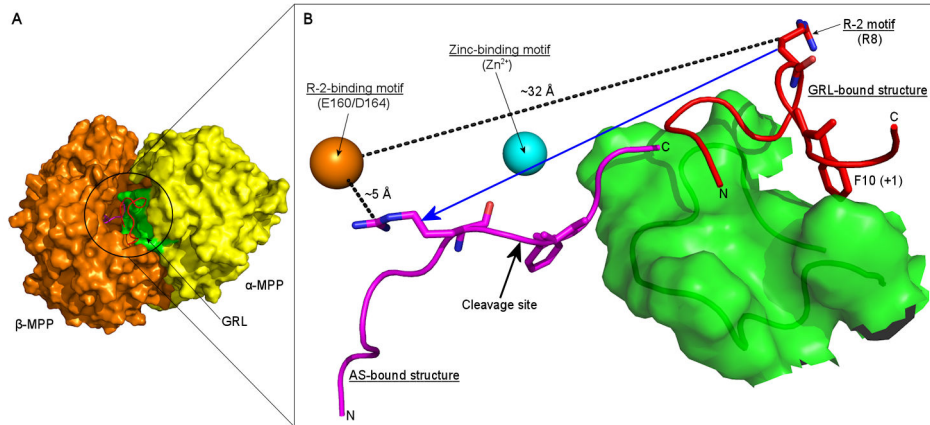 A
β-MPP
α-MPP
GRL
B
R-2-binding motif
(E160/D164)
Zinc-binding motif
(Zn²⁺)
R-2 motif
(R8)
~32 Å
GRL-bound structure
C
F10 (+1)
N
C
~5 Å
Cleavage site
AS-bound structure
N